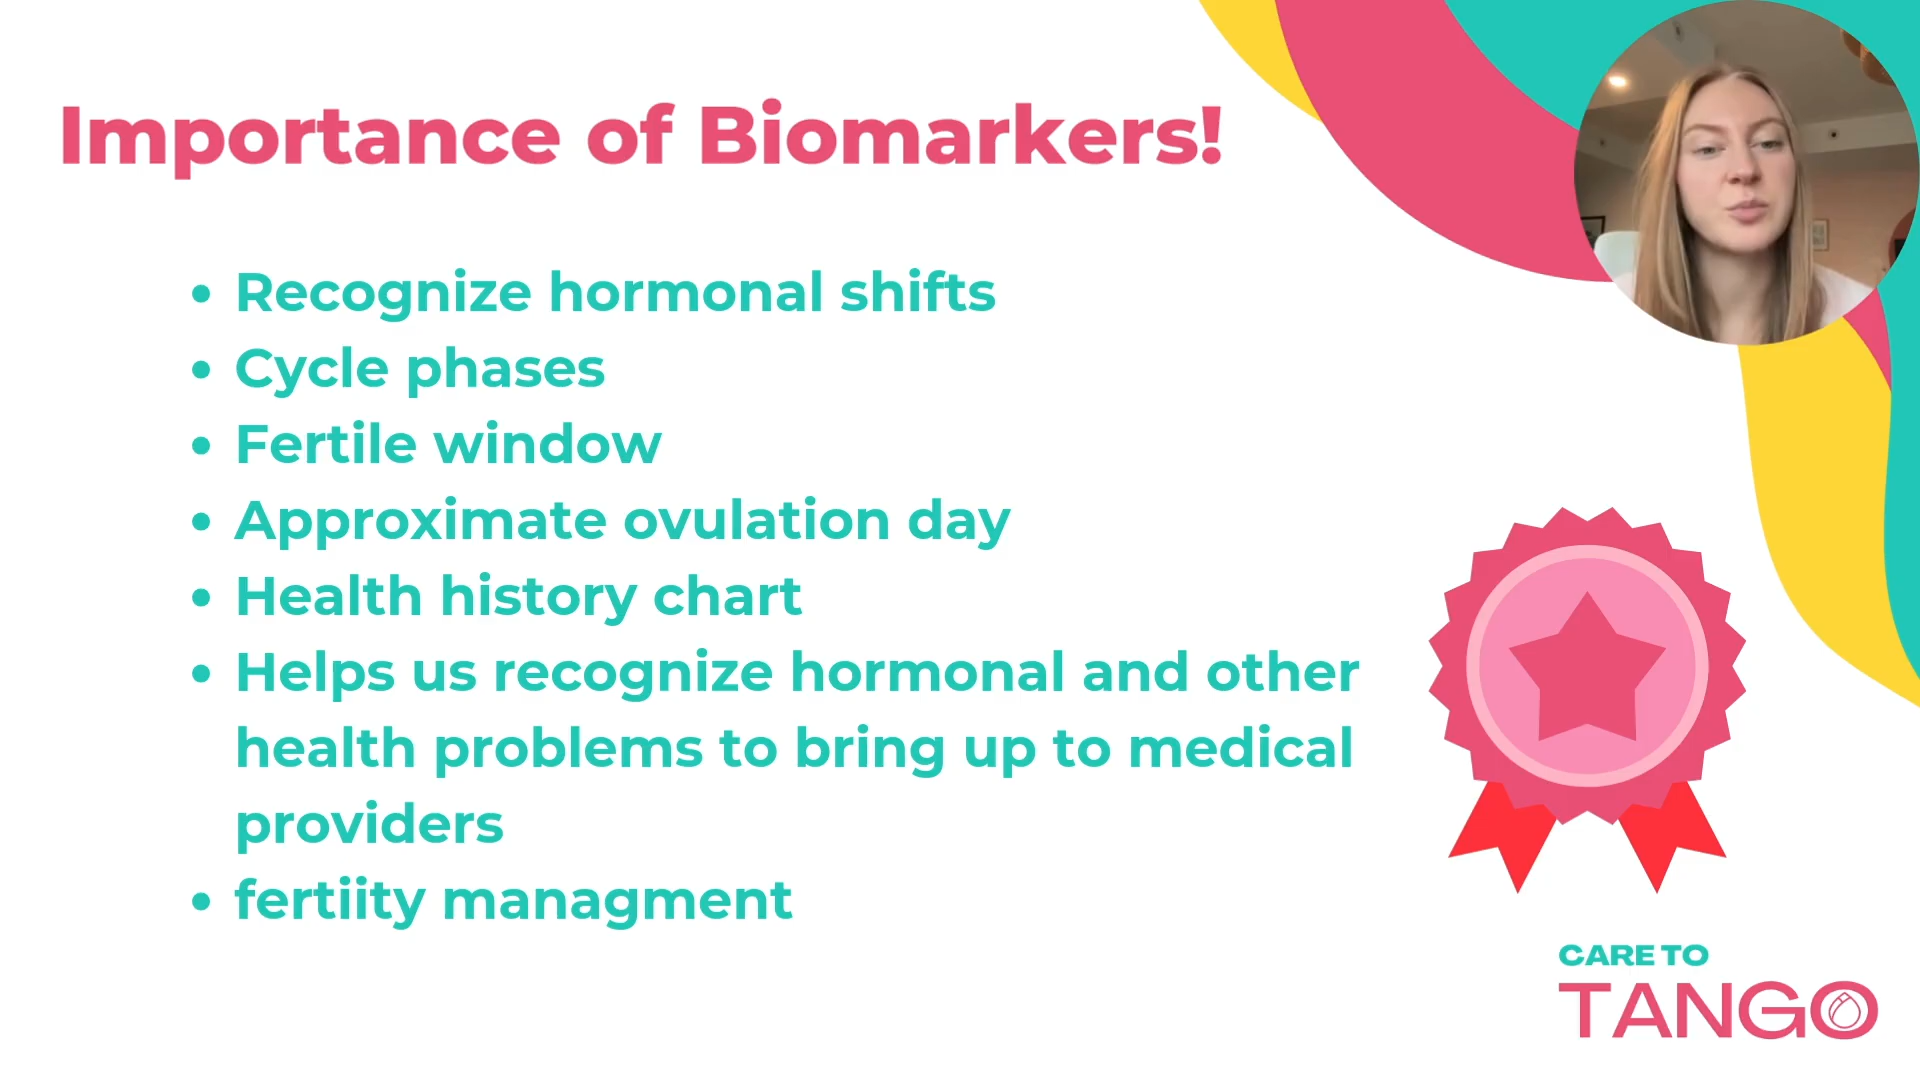 Importance of Biomarkers!
• Recognize hormonal shifts
• Cycle phases
• Fertile window
• Approximate ovulation day
• Health history chart
• Helps us recognize hormonal and other
health problems to bring up to medical
providers
• fertiity managment
CARE TO
TANGO